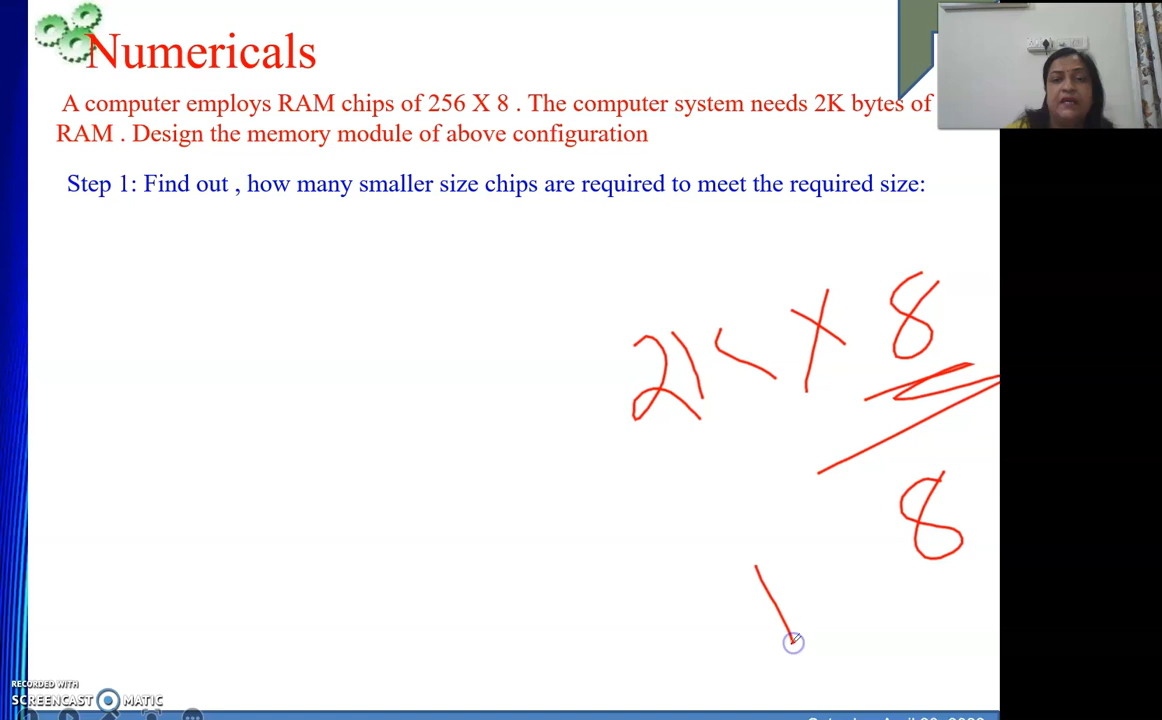 Numericals
A computer employs RAM chips of 256 X 8 . The computer system needs 2K bytes of
RAM . Design the memory module of above configuration
Step 1: Find out , how many smaller size chips are required to meet the required size:
2K X 8
8
RECORDED WITH
SCREENCAST MATIC